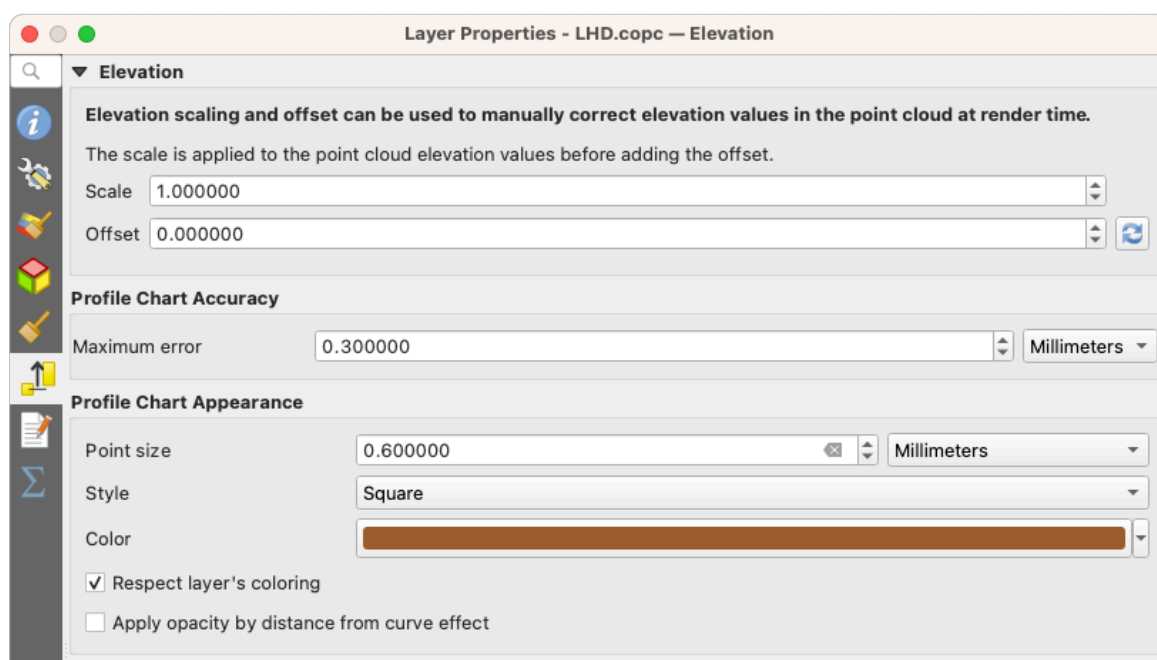 Layer Properties - LHD.copc — Elevation
Elevation
Elevation scaling and offset can be used to manually correct elevation values in the point cloud at render time.
The scale is applied to the point cloud elevation values before adding the offset.
Scale 1.000000
Offset 0.000000
Profile Chart Accuracy
Maximum error 0.300000 Millimeters
Profile Chart Appearance
Point size 0.600000 Millimeters
Style Square
Color
Respect layer's coloring
Apply opacity by distance from curve effect